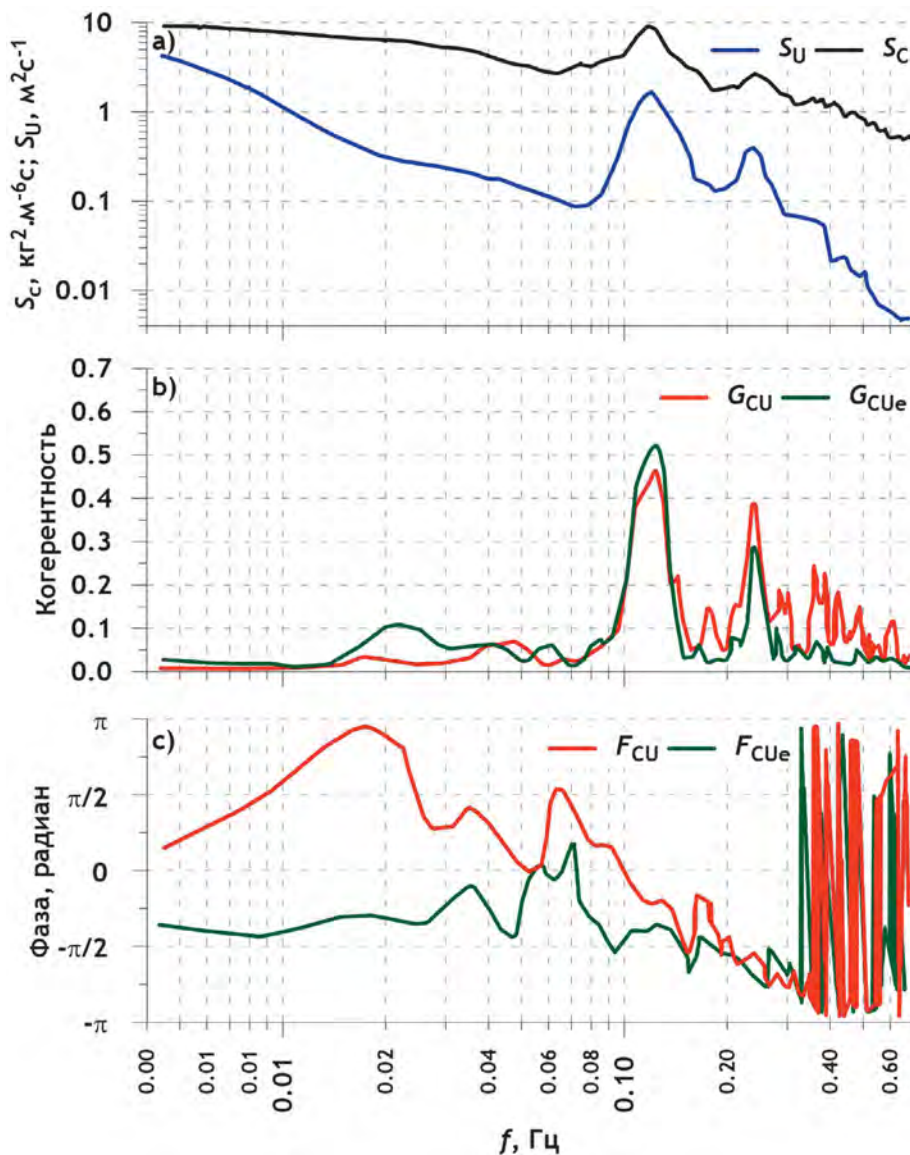 a)
S_U S_C
10
1
0.1
0.01
S_C, кг².м⁻⁶с; S_U, м²с⁻¹
b)
G_CU G_CUe
0.7
0.6
0.5
0.4
0.3
0.2
0.1
0.0
Когерентность
c)
F_CU F_CUe
π
π/2
0
-π/2
-π
Фаза, радиан
0.00 0.01 0.01 0.01 0.02 0.04 0.06 0.08 0.10 0.20 0.40 0.60
f, Гц